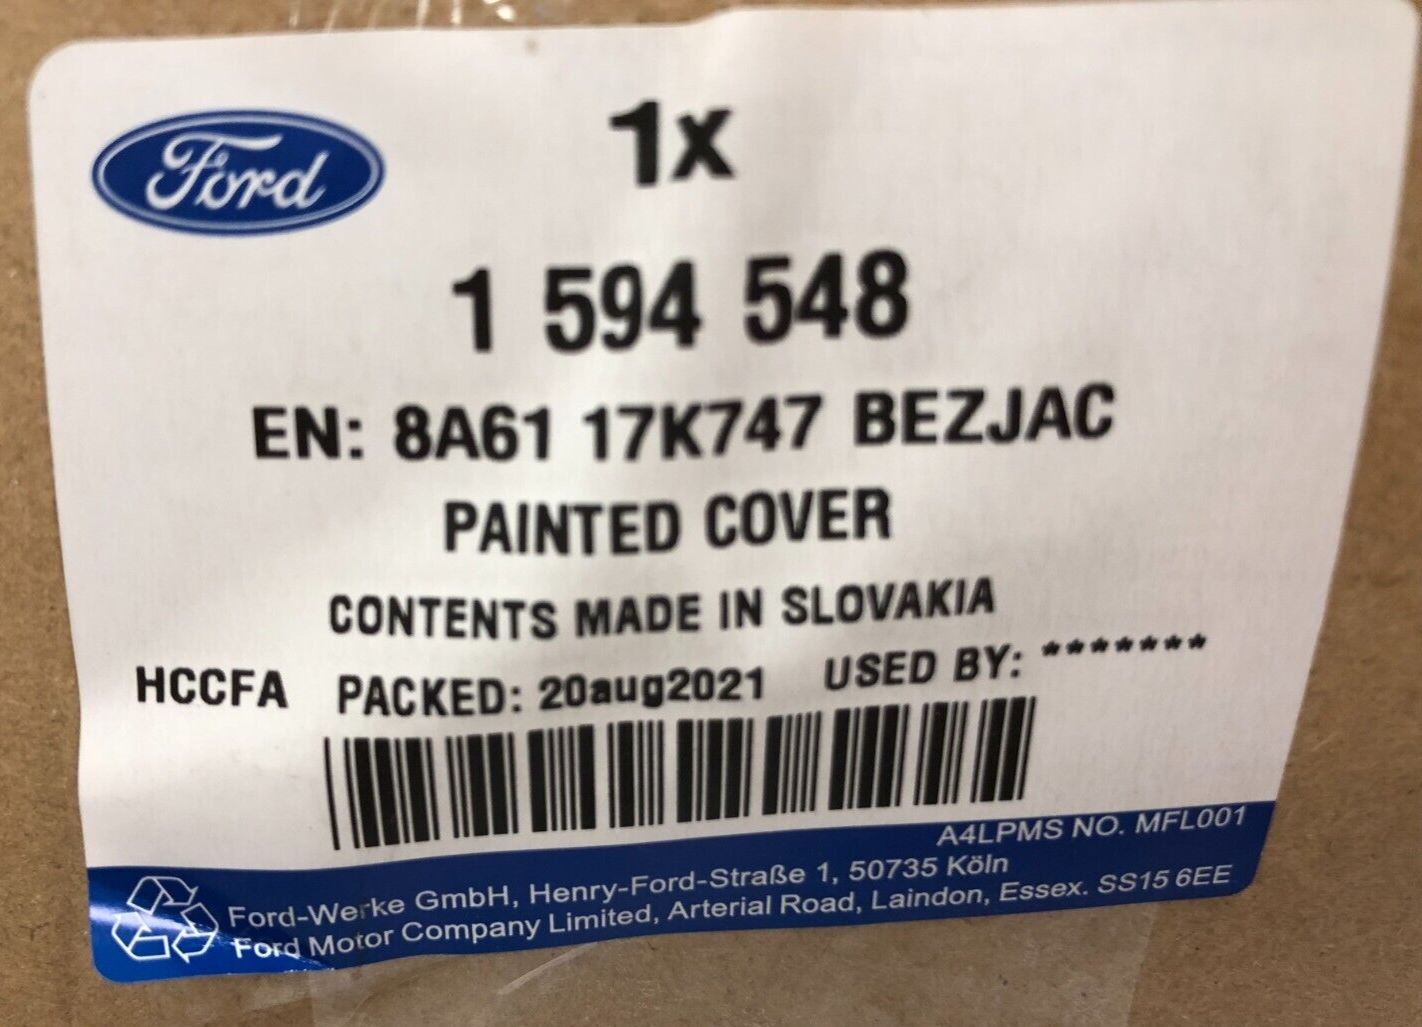 Ford
1x
1 594 548
EN: 8A61 17K747 BEZJAC
PAINTED COVER
CONTENTS MADE IN SLOVAKIA
HCCFA PACKED: 20aug2021 USED BY: *******
A4LPMS NO. MFL001
Ford-Werke GmbH, Henry-Ford-Straße 1, 50735 Köln
Ford Motor Company Limited, Arterial Road, Laindon, Essex. SS15 6EE